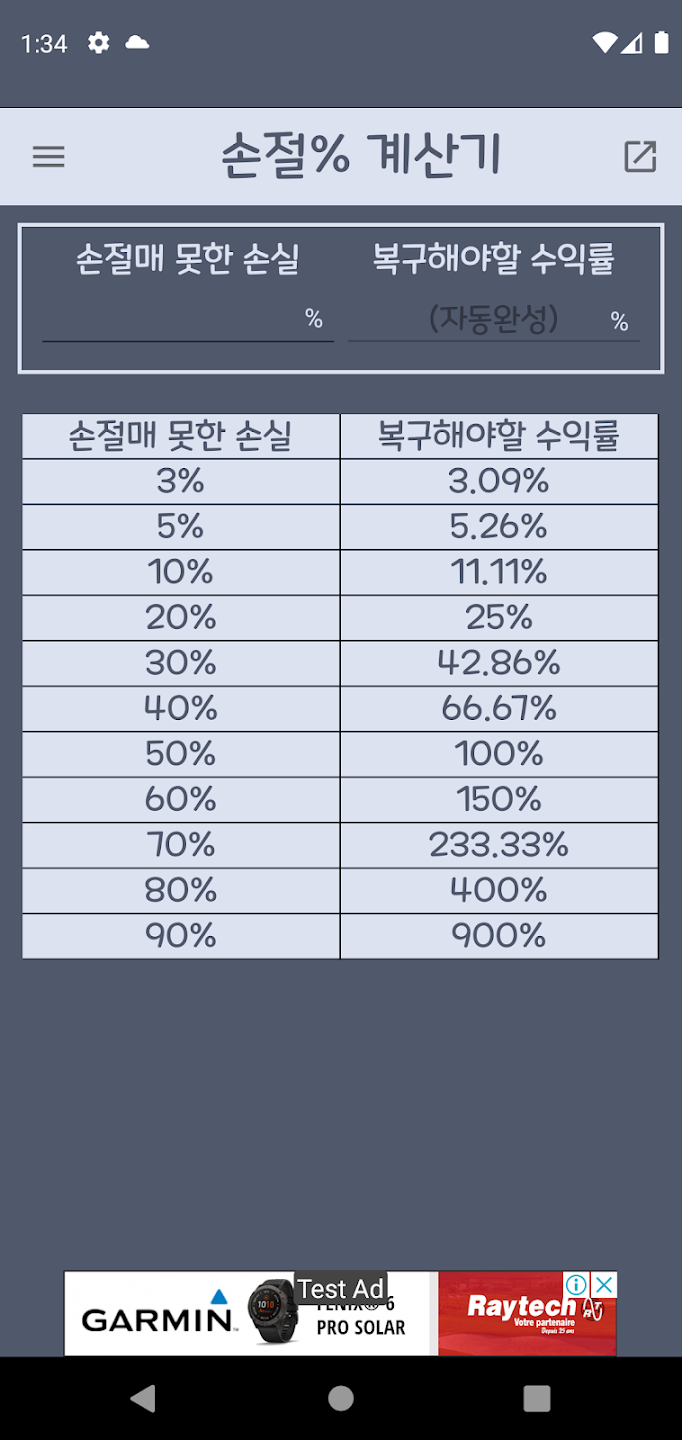 1:34
손절% 계산기
손절매 못한 손실 복구해야할 수익률
% (자동완성) %
손절매 못한 손실 복구해야할 수익률
3% 3.09%
5% 5.26%
10% 11.11%
20% 25%
30% 42.86%
40% 66.67%
50% 100%
60% 150%
70% 233.33%
80% 400%
90% 900%
Test Ad
GARMIN
FENIX® 6
PRO SOLAR
Raytech
Votre partenaire
Depuis 25 ans